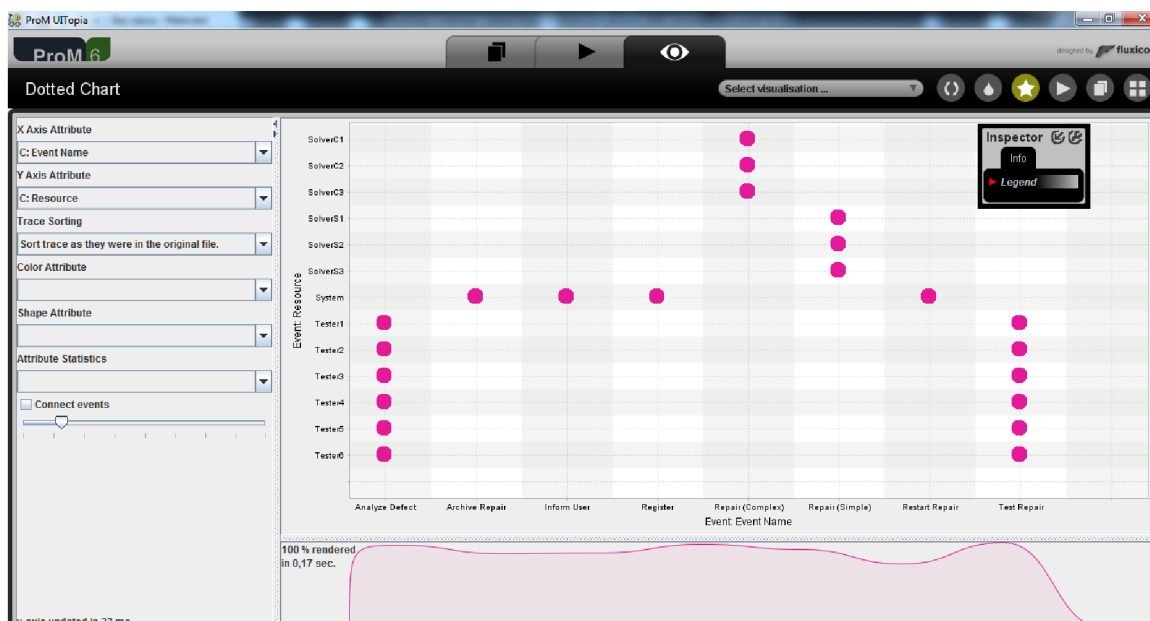 ProM UITopia
ProM 6
designed by fluxico
Dotted Chart
Select visualisation ...
X Axis Attribute
C: Event Name
Y Axis Attribute
C: Resource
Trace Sorting
Sort trace as they were in the original file.
Color Attribute
Shape Attribute
Attribute Statistics
Connect events
Event: Resource
SolverC1
SolverC2
SolverC3
SolverS1
SolverS2
SolverS3
System
Tester1
Tester2
Tester3
Tester4
Tester5
Tester6
Inspector
Info
Legend
Analyze Defect Archive Repair Inform User Register Repair (Complex) Repair (Simple) Restart Repair Test Repair
Event: Event Name
100 % rendered
in 0,17 sec.